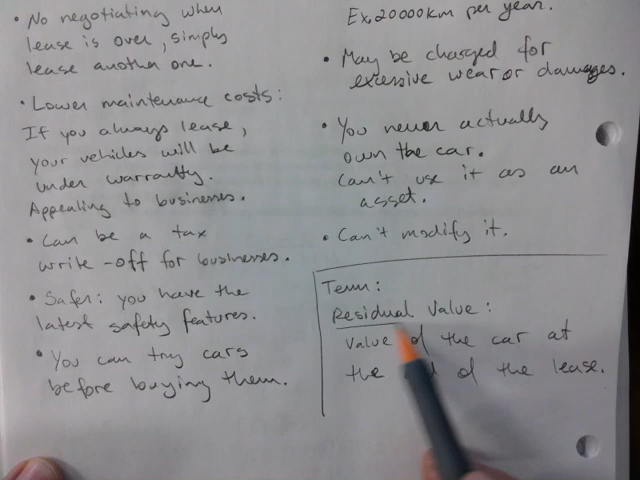 • No negotiating when
lease is over, simply
lease another one.
• Lower maintenance costs:
If you always lease,
your vehicles will be
under warranty.
Appealing to businesses.
• Can be a tax
write-off for businesses.
• Safer: you have the
latest safety features.
• You can try cars
before buying them.
Ex. 20000km per year.
• May be charged for
excessive wear or damages.
• You never actually
own the car.
Can't use it as an
asset.
• Can't modify it.
Term:
Residual Value:
Value of the car at
the of the lease.